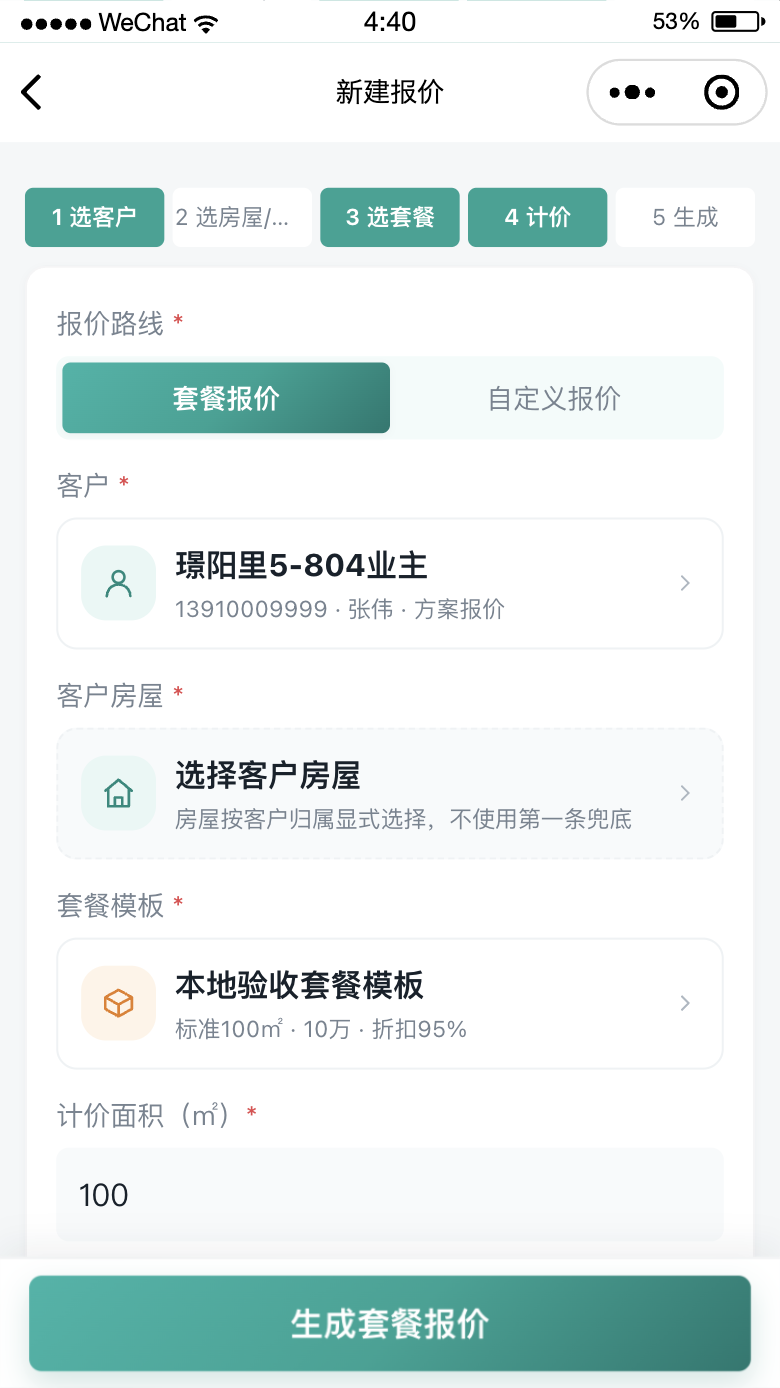 ●●●●● WeChat 4:40 53%
新建报价
1 选客户 2 选房屋/... 3 选套餐 4 计价 5 生成
报价路线 *
套餐报价 自定义报价
客户 *
璟阳里5-804业主
13910009999 · 张伟 · 方案报价
客户房屋 *
选择客户房屋
房屋按客户归属显式选择，不使用第一条兜底
套餐模板 *
本地验收套餐模板
标准100㎡ · 10万 · 折扣95%
计价面积（㎡）*
100
生成套餐报价